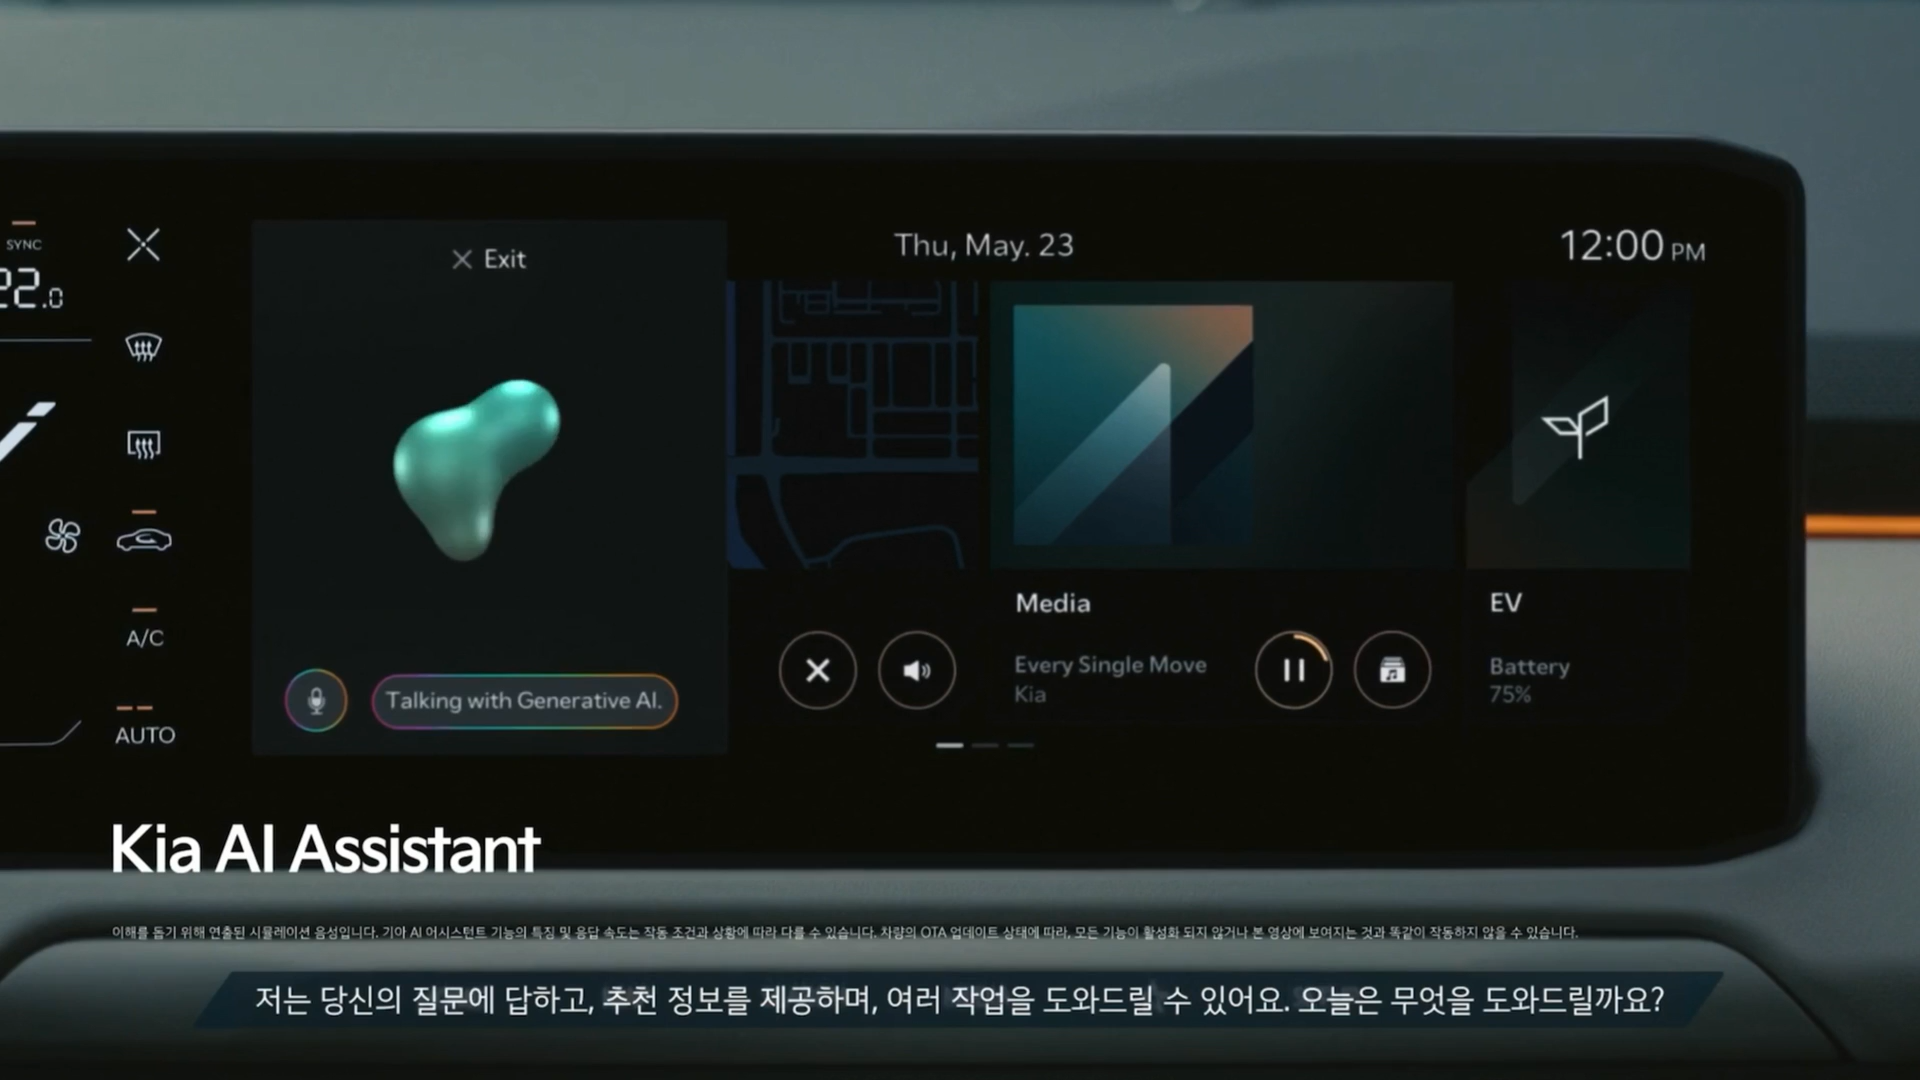 SYNC
22.0
A/C
AUTO
Exit
Talking with Generative AI.
Thu, May. 23
12:00 PM
Media
Every Single Move
Kia
EV
Battery
75%
Kia AI Assistant
이해를 돕기 위해 연출된 시뮬레이션 음성입니다. 기아 AI 어시스턴트 기능의 특징 및 응답 속도는 작동 조건과 상황에 따라 다를 수 있습니다. 차량의 OTA 업데이트 상태에 따라, 모든 기능이 활성화 되지 않거나 본 영상에 보여지는 것과 똑같이 작동하지 않을 수 있습니다.
저는 당신의 질문에 답하고, 추천 정보를 제공하며, 여러 작업을 도와드릴 수 있어요. 오늘은 무엇을 도와드릴까요?